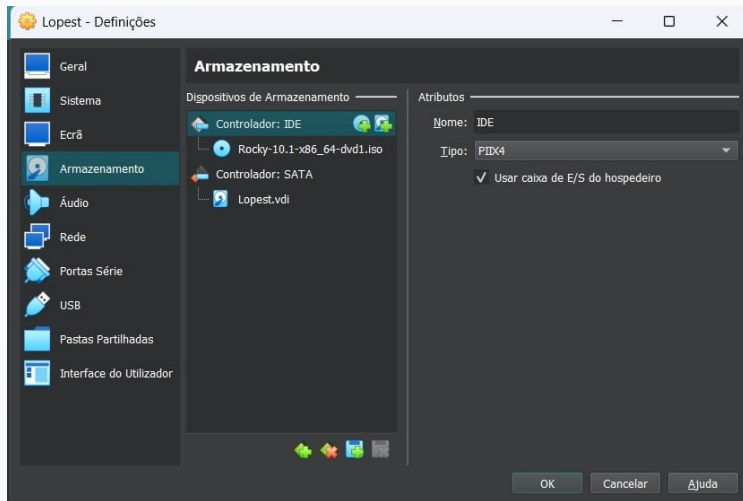 Lopest - Definições
Geral
Sistema
Ecrã
Armazenamento
Áudio
Rede
Portas Série
USB
Pastas Partilhadas
Interface do Utilizador
Armazenamento
Dispositivos de Armazenamento
Controlador: IDE
Rocky-10.1-x86_64-dvd1.iso
Controlador: SATA
Lopest.vdi
Atributos
Nome: IDE
Tipo: PIIX4
Usar caixa de E/S do hospedeiro
OK Cancelar Ajuda